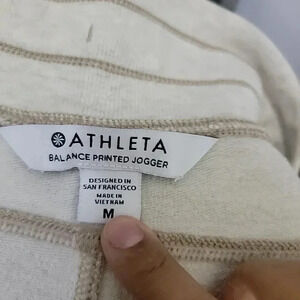 ATHLETA
BALANCE PRINTED JOGGER
DESIGNED IN
SAN FRANCISCO
MADE IN
VIETNAM
M